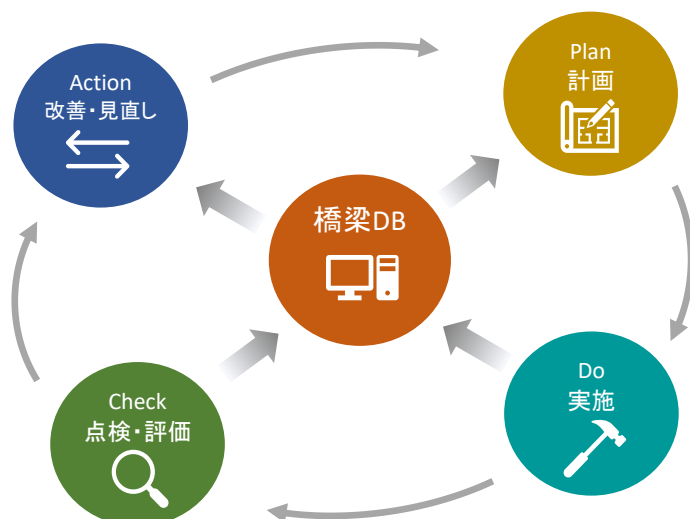 Action
改善・見直し
Plan
計画
橋梁DB
Check
点検・評価
Do
実施